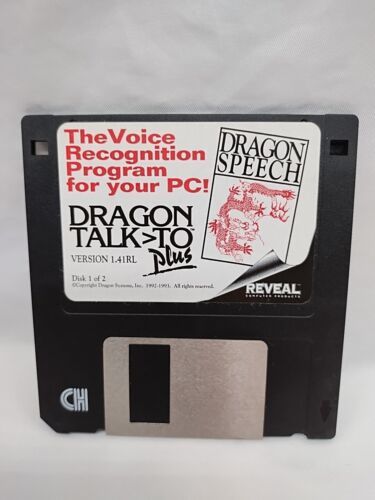 The Voice
Recognition
Program
for your PC!
DRAGON
SPEECH
DRAGON
TALK>TO™
plus
VERSION 1.41RL
Disk 1 of 2
©Copyright Dragon Systems, Inc. 1992-1993. All rights reserved.
REVEAL
COMPUTER PRODUCTS
CH